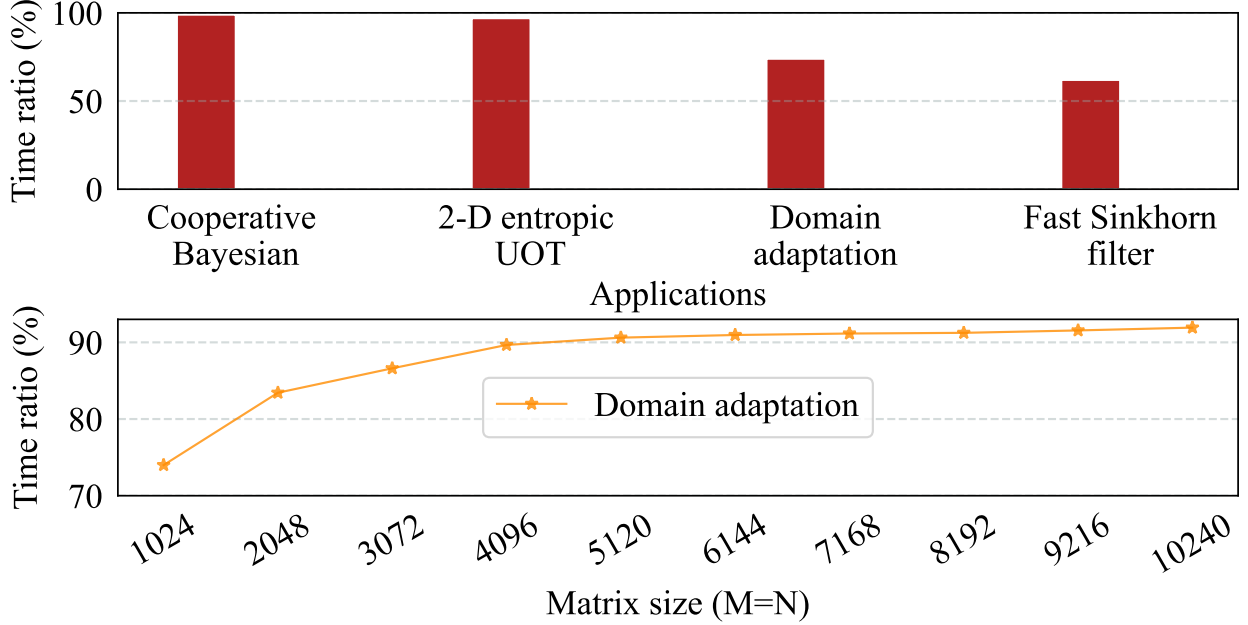 Time ratio (%)
100
50
0
Cooperative
Bayesian
2-D entropic
UOT
Domain
adaptation
Fast Sinkhorn
filter
Applications
Time ratio (%)
90
80
70
Domain adaptation
1024
2048
3072
4096
5120
6144
7168
8192
9216
10240
Matrix size (M=N)